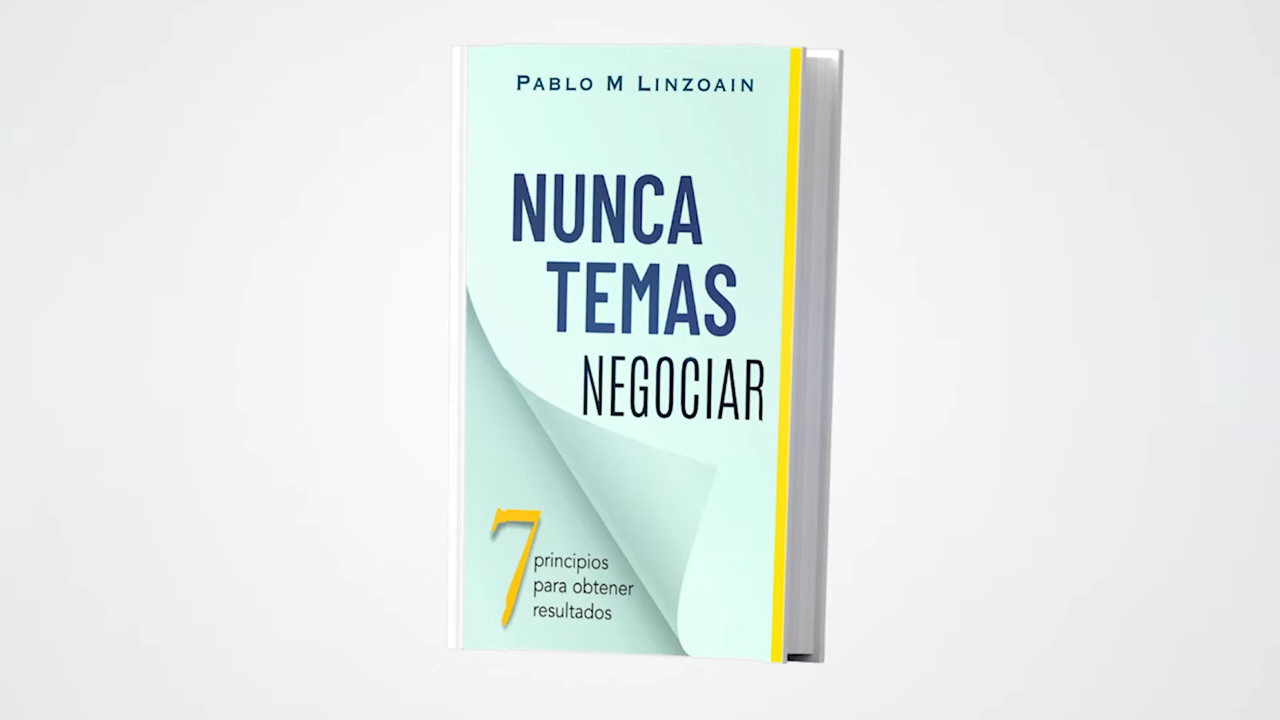 PABLO M LINZOAIN
NUNCA
TEMAS
NEGOCIAR
7 principios
para obtener
resultados